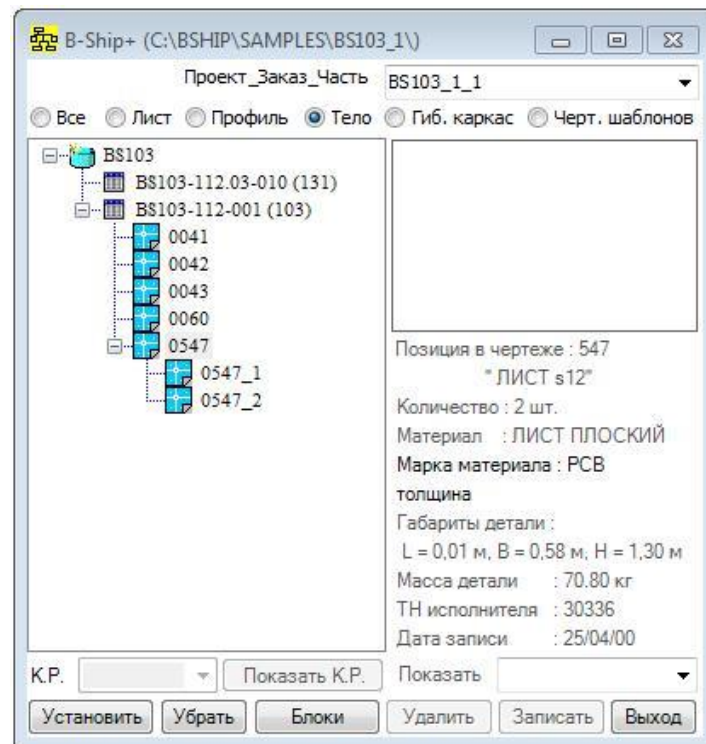 B-Ship+ (C:\BSHIP\SAMPLES\BS103_1\)
Проект_Заказ_Часть BS103_1_1
Все Лист Профиль Тело Гиб. каркас Черт. шаблонов
BS103
BS103-112.03-010 (131)
BS103-112-001 (103)
0041
0042
0043
0060
0547
0547_1
0547_2
Позиция в чертеже : 547
" ЛИСТ s12"
Количество : 2 шт.
Материал : ЛИСТ ПЛОСКИЙ
Марка материала : РСВ
толщина
Габариты детали :
L = 0,01 м, B = 0,58 м, H = 1,30 м
Масса детали : 70.80 кг
ТН исполнителя : 30336
Дата записи : 25/04/00
К.Р. Показать К.Р. Показать
Установить Убрать Блоки Удалить Записать Выход